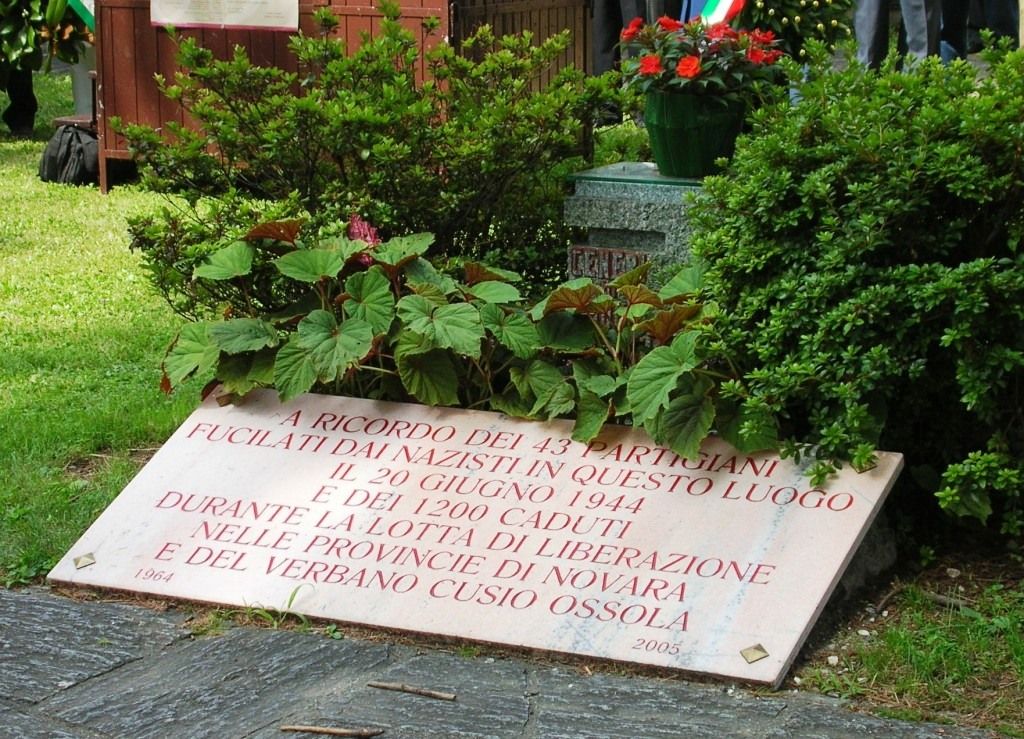 A RICORDO DEI 43 PARTIGIANI
FUCILATI DAI NAZISTI IN QUESTO LUOGO
IL 20 GIUGNO 1944
E DEI 1200 CADUTI
DURANTE LA LOTTA DI LIBERAZIONE
NELLE PROVINCIE DI NOVARA
E DEL VERBANO CUSIO OSSOLA
1964
2005